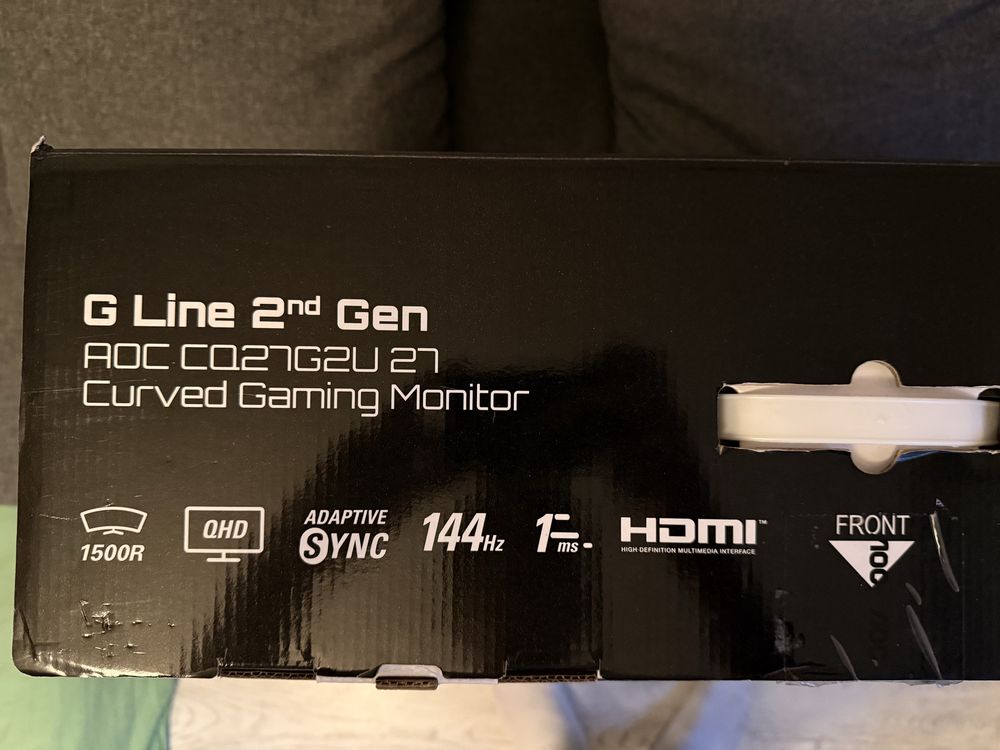 G Line 2nd Gen
AOC CQ27G2U 27
Curved Gaming Monitor
1500R
QHD
ADAPTIVE
SYNC
144Hz
1ms
HDMI™
HIGH-DEFINITION MULTIMEDIA INTERFACE
FRONT